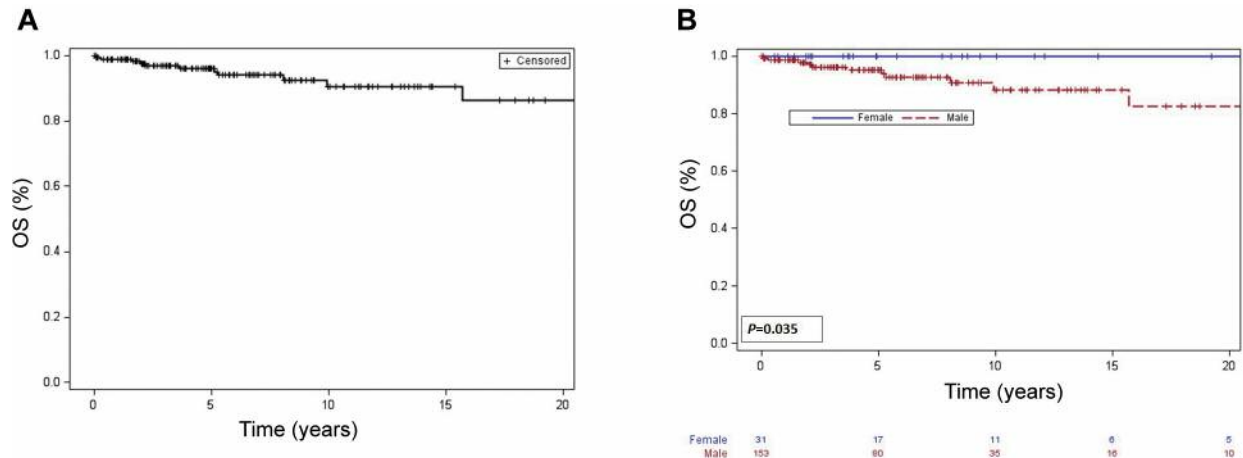 A
1.0
0.8
0.6
0.4
0.2
0.0
OS (%)
+ Censored
0 5 10 15 20
Time (years)
B
1.0
0.8
0.6
0.4
0.2
0.0
OS (%)
Female Male
P=0.035
0 5 10 15 20
Time (years)
Female 31 17 11 6 5
Male 153 80 35 16 10